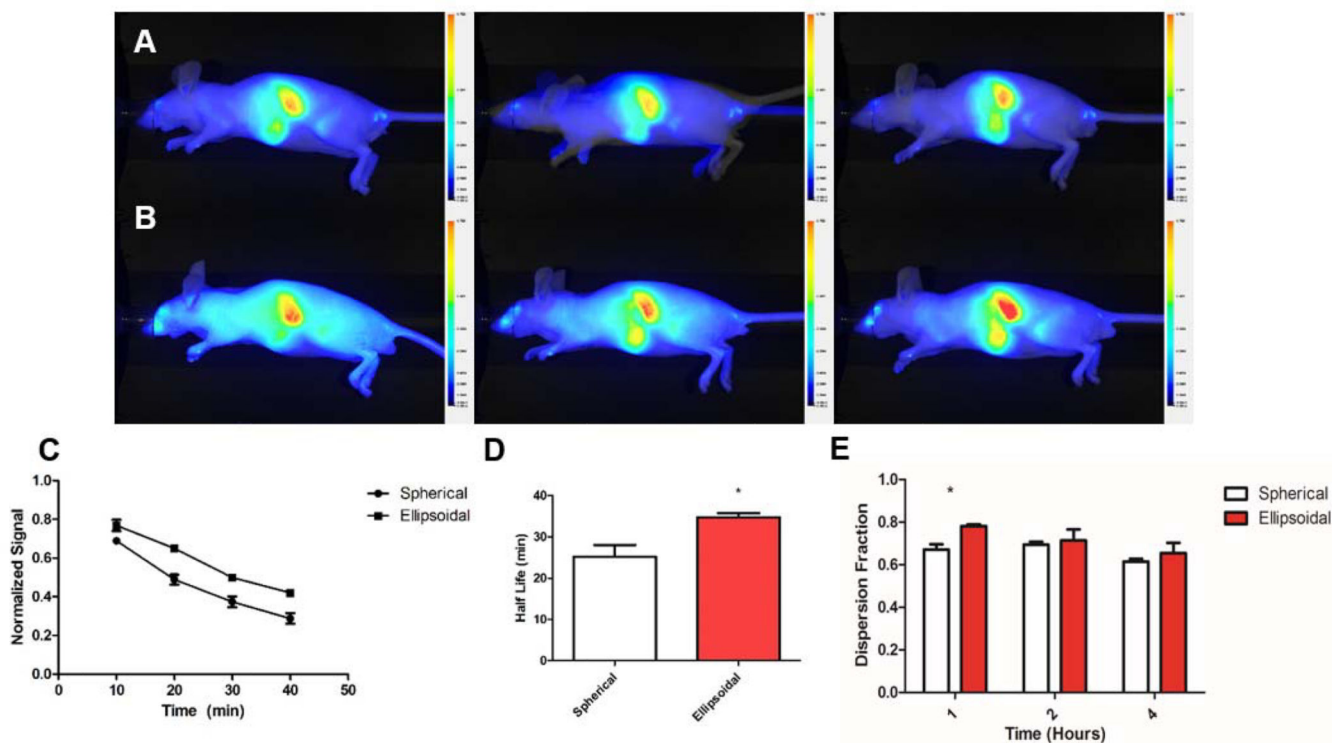 A
B
C
D
E
1.0
0.8
0.6
0.4
0.2
0.0
Normalized Signal
0
10
20
30
40
50
Time (min)
Spherical
Ellipsoidal
40
30
20
10
0
Half Life (min)
*
Spherical
Ellipsoidal
1.0
0.8
0.6
0.4
0.2
0.0
Dispersion Fraction
*
1
2
4
Time (Hours)
Spherical
Ellipsoidal